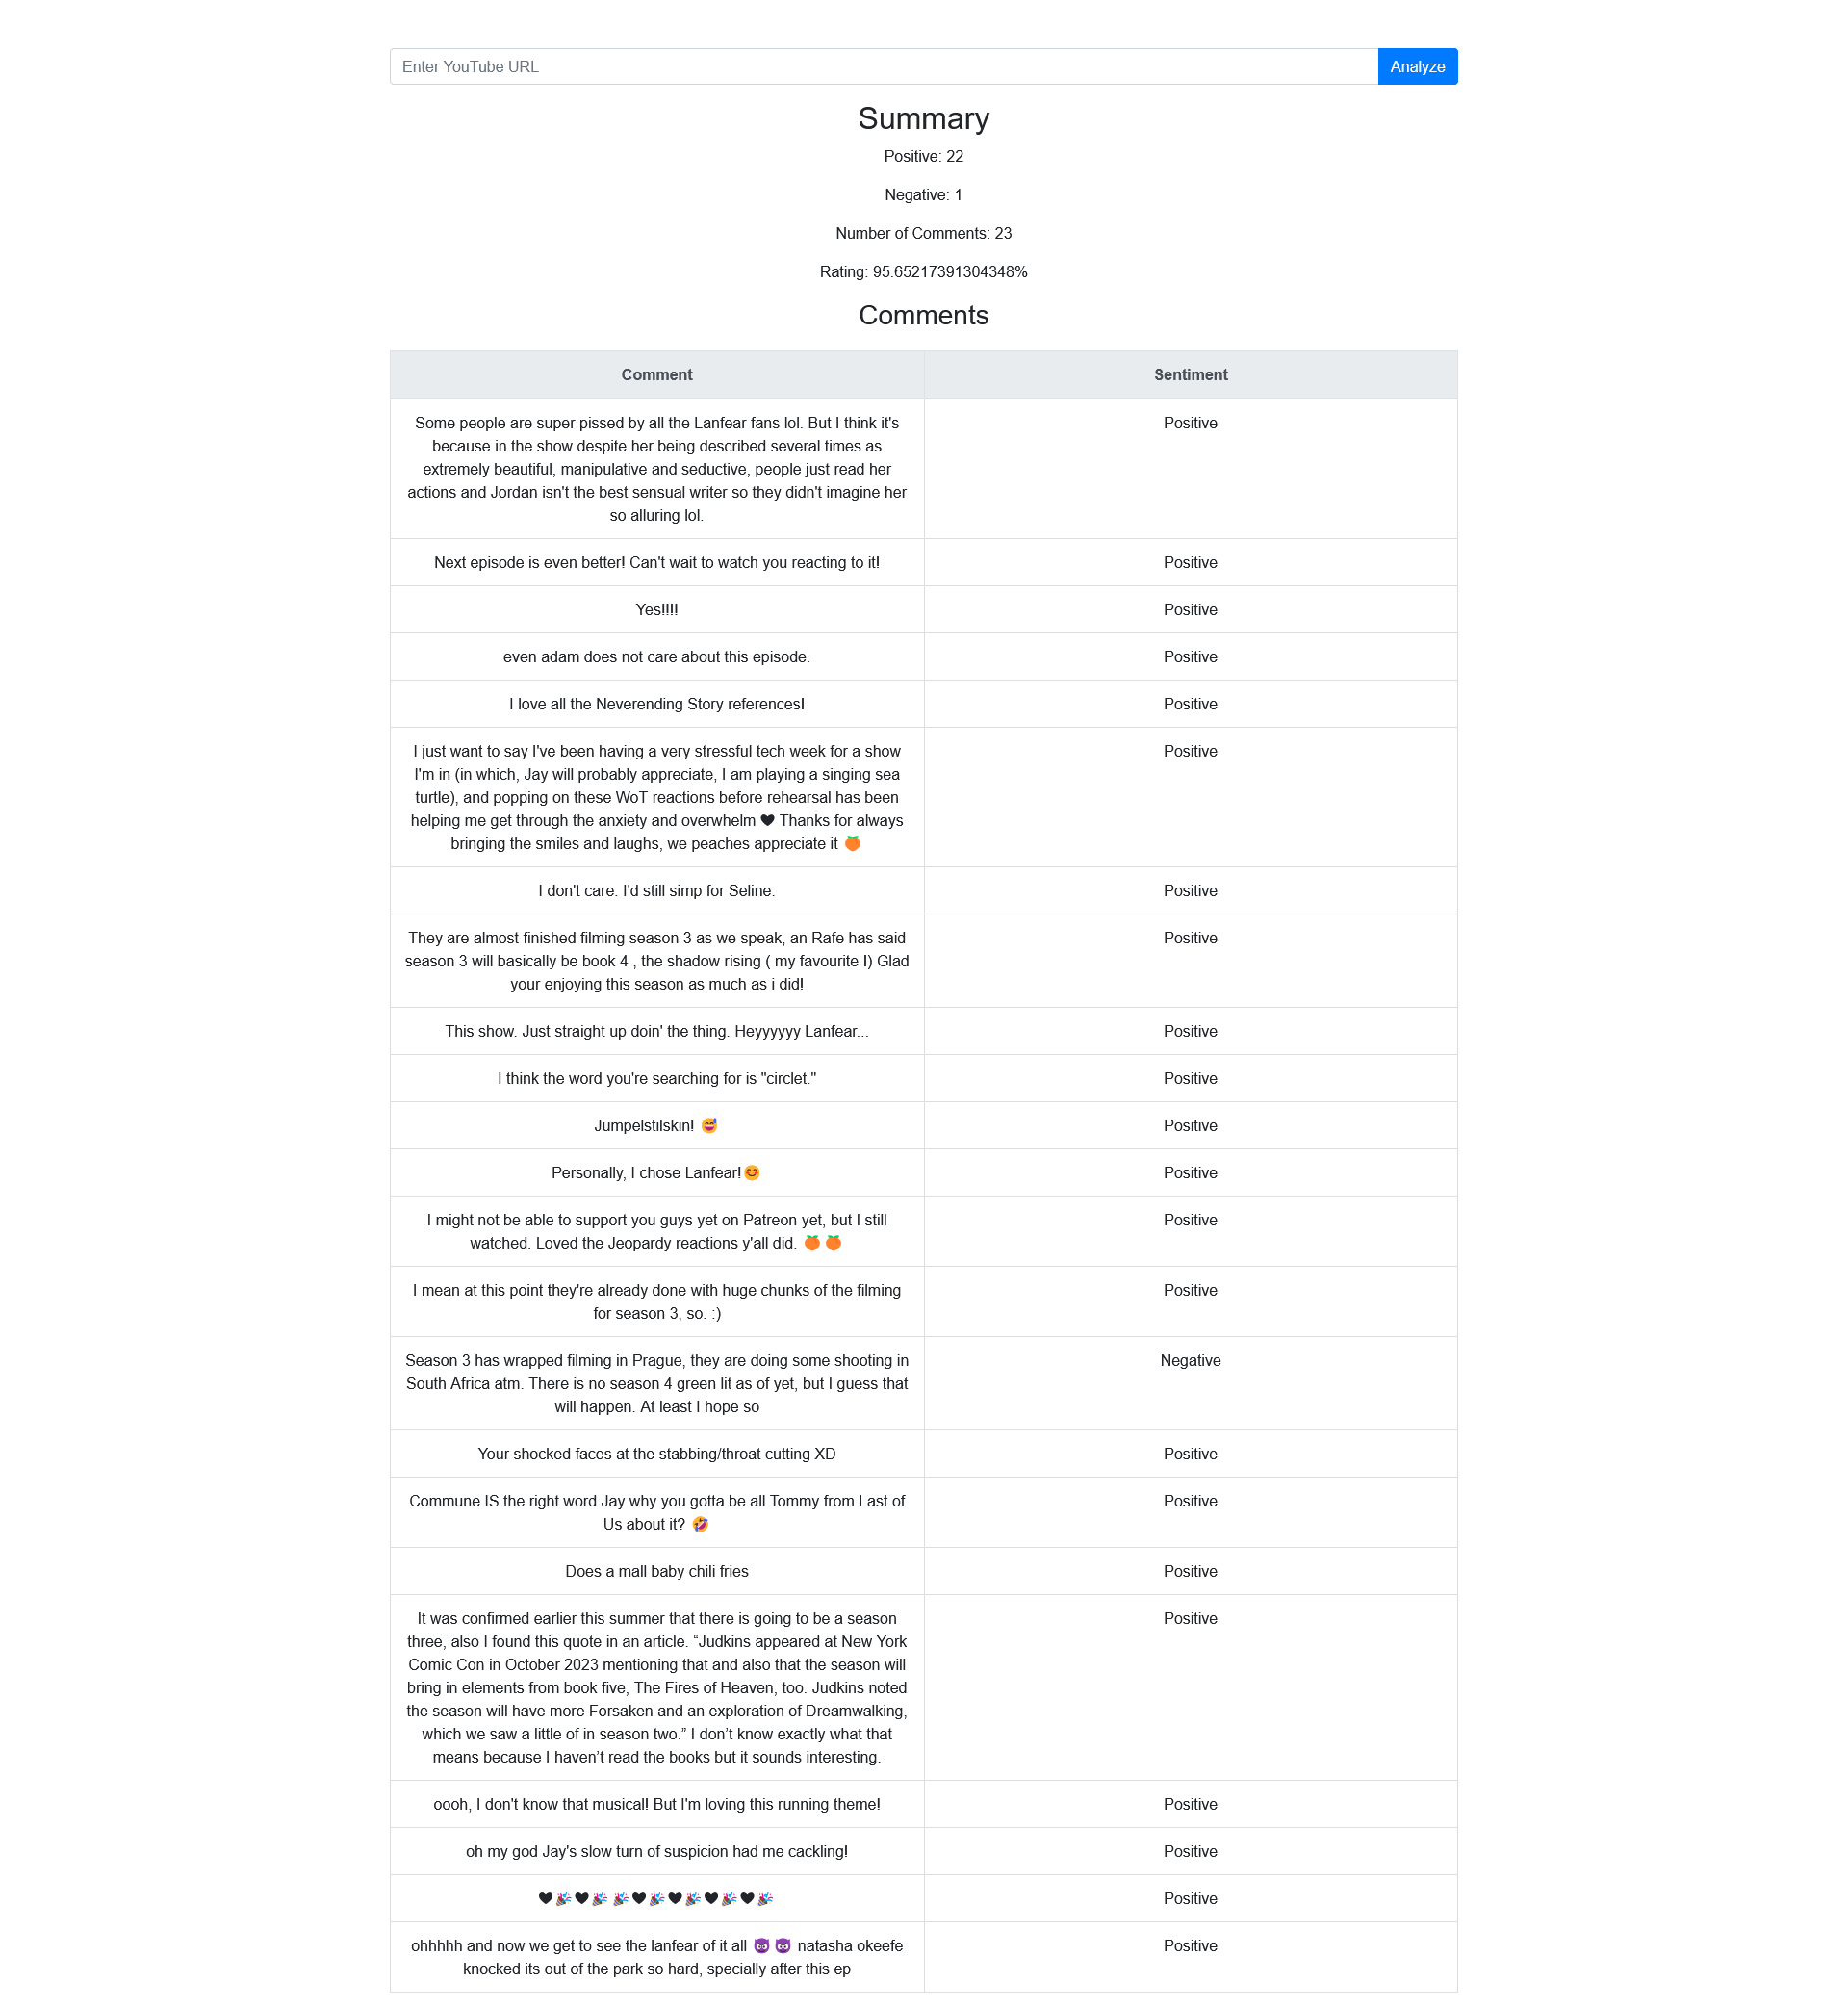 Enter YouTube URL
Analyze
Summary
Positive: 22
Negative: 1
Number of Comments: 23
Rating: 95.65217391304348%
Comments
Comment
Sentiment
Some people are super pissed by all the Lanfear fans lol. But I think it's
because in the show despite her being described several times as
extremely beautiful, manipulative and seductive, people just read her
actions and Jordan isn't the best sensual writer so they didn't imagine her
so alluring lol.
Positive
Next episode is even better! Can't wait to watch you reacting to it!
Positive
Yes!!!!
Positive
even adam does not care about this episode.
Positive
I love all the Neverending Story references!
Positive
I just want to say I've been having a very stressful tech week for a show
I'm in (in which, Jay will probably appreciate, I am playing a singing sea
turtle), and popping on these WoT reactions before rehearsal has been
helping me get through the anxiety and overwhelm 🖤 Thanks for always
bringing the smiles and laughs, we peaches appreciate it 🍑
Positive
I don't care. I'd still simp for Seline.
Positive
They are almost finished filming season 3 as we speak, an Rafe has said
season 3 will basically be book 4 , the shadow rising ( my favourite !) Glad
your enjoying this season as much as i did!
Positive
This show. Just straight up doin' the thing. Heyyyyyy Lanfear...
Positive
I think the word you're searching for is "circlet."
Positive
Jumpelstilskin! 😅
Positive
Personally, I chose Lanfear!😊
Positive
I might not be able to support you guys yet on Patreon yet, but I still
watched. Loved the Jeopardy reactions y'all did. 🍑🍑
Positive
I mean at this point they're already done with huge chunks of the filming
for season 3, so. :)
Positive
Season 3 has wrapped filming in Prague, they are doing some shooting in
South Africa atm. There is no season 4 green lit as of yet, but I guess that
will happen. At least I hope so
Negative
Your shocked faces at the stabbing/throat cutting XD
Positive
Commune IS the right word Jay why you gotta be all Tommy from Last of
Us about it? 🤣
Positive
Does a mall baby chili fries
Positive
It was confirmed earlier this summer that there is going to be a season
three, also I found this quote in an article. “Judkins appeared at New York
Comic Con in October 2023 mentioning that and also that the season will
bring in elements from book five, The Fires of Heaven, too. Judkins noted
the season will have more Forsaken and an exploration of Dreamwalking,
which we saw a little of in season two.” I don’t know exactly what that
means because I haven’t read the books but it sounds interesting.
Positive
oooh, I don't know that musical! But I'm loving this running theme!
Positive
oh my god Jay's slow turn of suspicion had me cackling!
Positive
🖤🎉🖤🎉🎉🖤🎉🖤🎉🖤🎉🖤🎉
Positive
ohhhhh and now we get to see the lanfear of it all 😈😈 natasha okeefe
knocked its out of the park so hard, specially after this ep
Positive